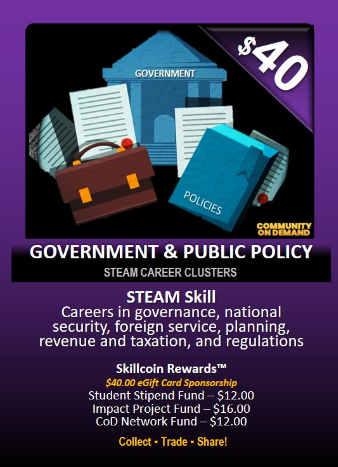 $40
GOVERNMENT
POLICIES
COMMUNITY
ON DEMAND
GOVERNMENT & PUBLIC POLICY
STEAM CAREER CLUSTERS
STEAM Skill
Careers in governance, national
security, foreign service, planning,
revenue and taxation, and regulations
Skillcoin Rewards™
$40.00 eGift Card Sponsorship
Student Stipend Fund – $12.00
Impact Project Fund – $16.00
CoD Network Fund – $12.00
Collect ▪ Trade ▪ Share!